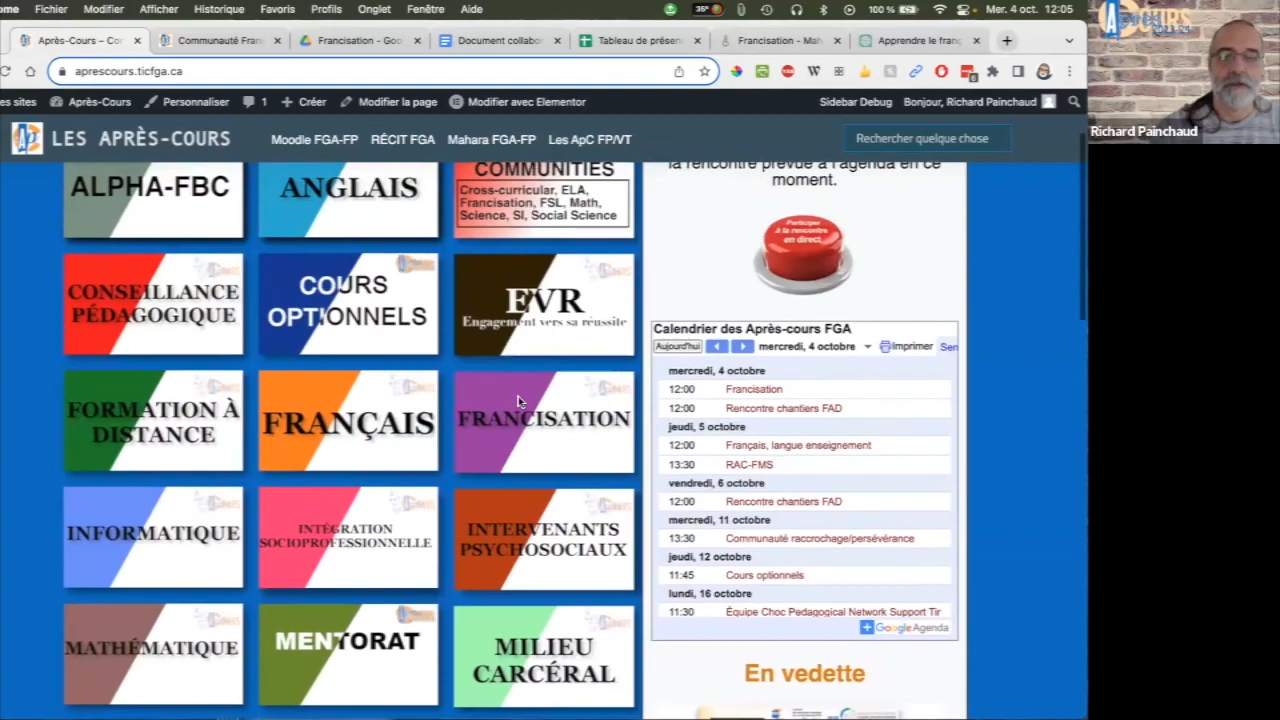 ome Fichier Modifier Affichage Historique Favoris Profils Onglet Fenêtre Aide 35° 100 % Mer. 4 oct. 12:05
Après-Cours – Co
Communauté Fran
Francisation - Goo
Document collabo
Tableau de présen
Francisation - Mah
Apprendre le franç
aprescours.ticfga.ca
es sites Après-Cours Personnaliser 1 Créer Modifier la page Modifier avec Elementor Sidebar Debug Bonjour, Richard Painchaud
LES APRÈS-COURS Moodle FGA-FP RÉCIT FGA Mahara FGA-FP Les ApC FP/VT Rechercher quelque chose
Richard Painchaud
ALPHA-FBC
ANGLAIS
COMMUNITIES
Cross-curricular, ELA,
Francisation, FSL, Math,
Science, SI, Social Science
CONSEILLANCE
PÉDAGOGIQUE
COURS
OPTIONNELS
EVR
Engagement vers sa réussite
FORMATION À
DISTANCE
FRANÇAIS
FRANCISATION
INFORMATIQUE
INTÉGRATION
SOCIOPROFESSIONNELLE
INTERVENANTS
PSYCHOSOCIAUX
MATHÉMATIQUE
MENTORAT
MILIEU
CARCÉRAL
la rencontre prévue à l'agenda en ce
moment.
Participer
à la rencontre
en direct
Calendrier des Après-cours FGA
Aujourd'hui mercredi, 4 octobre Imprimer Sen
mercredi, 4 octobre
12:00 Francisation
12:00 Rencontre chantiers FAD
jeudi, 5 octobre
12:00 Français, langue enseignement
13:30 RAC-FMS
vendredi, 6 octobre
12:00 Rencontre chantiers FAD
mercredi, 11 octobre
13:30 Communauté raccrochage/persévérance
jeudi, 12 octobre
11:45 Cours optionnels
lundi, 16 octobre
11:30 Équipe Choc Pedagogical Network Support Tir
Google Agenda
En vedette